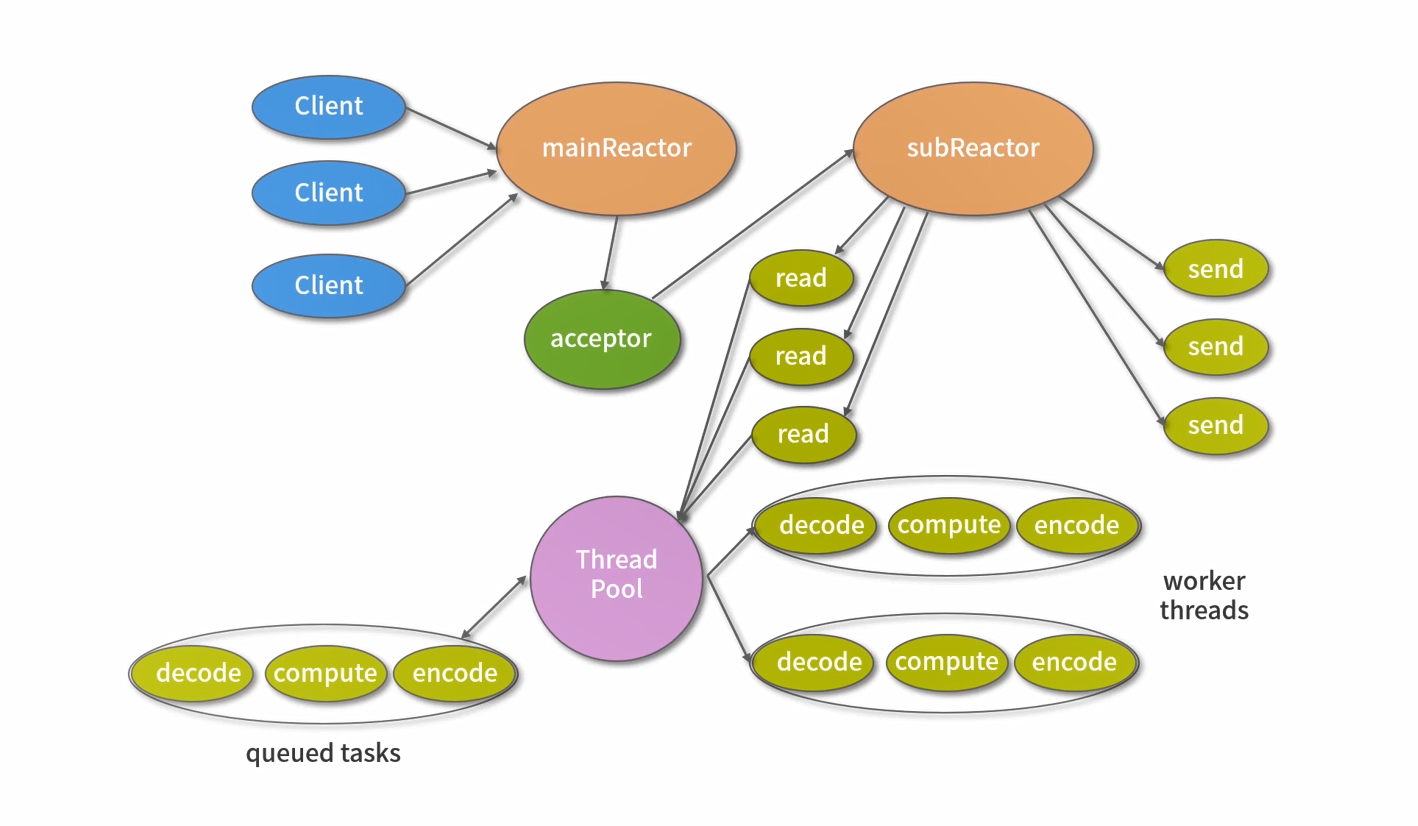 Client
mainReactor
subReactor
Client
Client
acceptor
read
read
read
send
send
send
Thread
Pool
decode compute encode
decode compute encode
worker
threads
decode compute encode
queued tasks